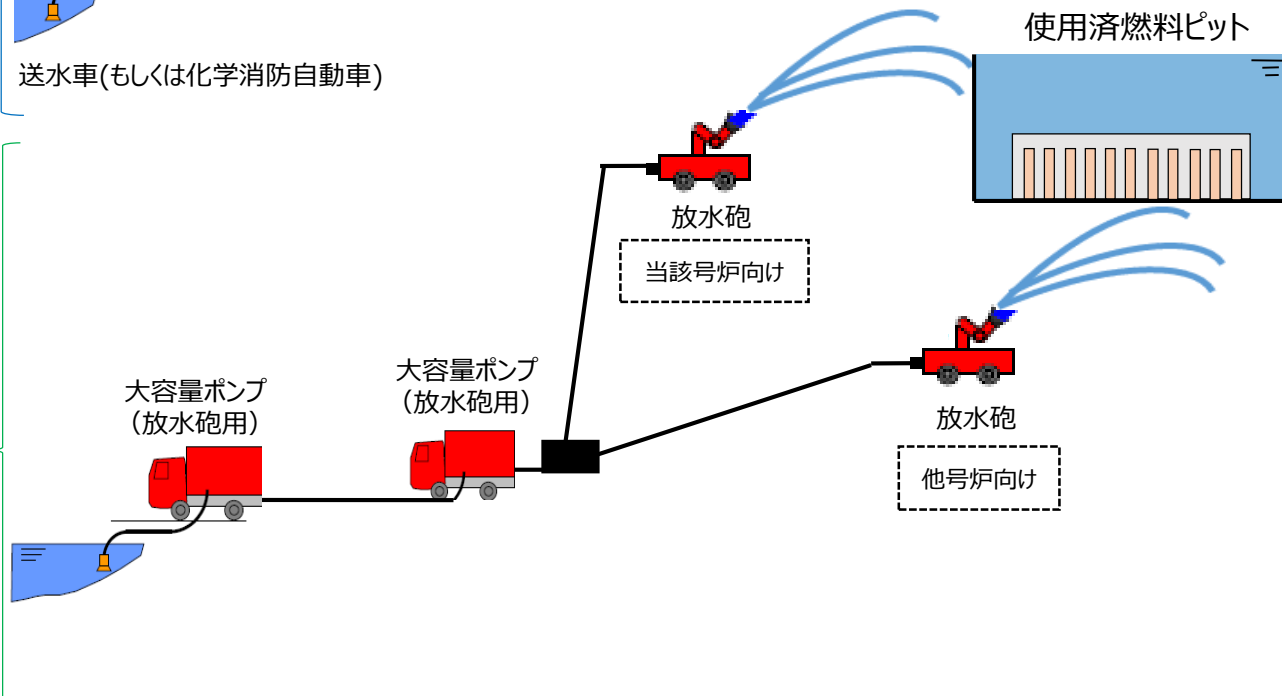 使用済燃料ピット
送水車(もしくは化学消防自動車)
放水砲
当該号炉向け
大容量ポンプ
（放水砲用）
大容量ポンプ
（放水砲用）
放水砲
他号炉向け